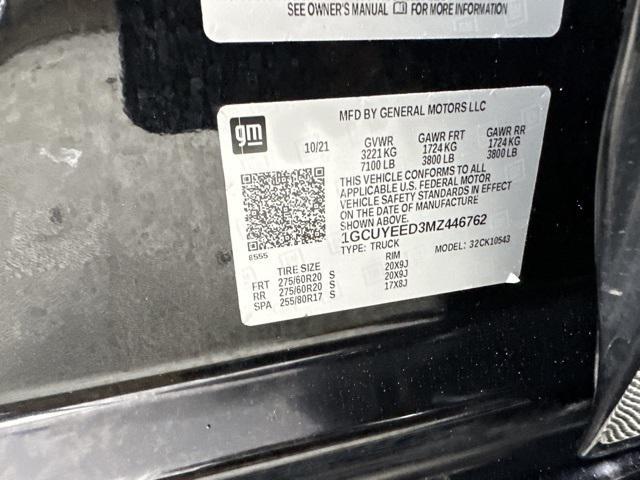 SEE OWNER'S MANUAL FOR MORE INFORMATION
gm
MFD BY GENERAL MOTORS LLC
10/21 GVWR GAWR FRT GAWR RR
3221 KG 1724 KG 1724 KG
7100 LB 3800 LB 3800 LB
THIS VEHICLE CONFORMS TO ALL
APPLICABLE U.S. FEDERAL MOTOR
VEHICLE SAFETY STANDARDS IN EFFECT
ON THE DATE OF MANUFACTURE
SHOWN ABOVE.
1GCUYEED3MZ446762
TYPE: TRUCK MODEL: 32CK10543
8555
TIRE SIZE RIM
FRT 275/60R20 S 20X9J
RR 275/60R20 S 20X9J
SPA 255/80R17 S 17X8J